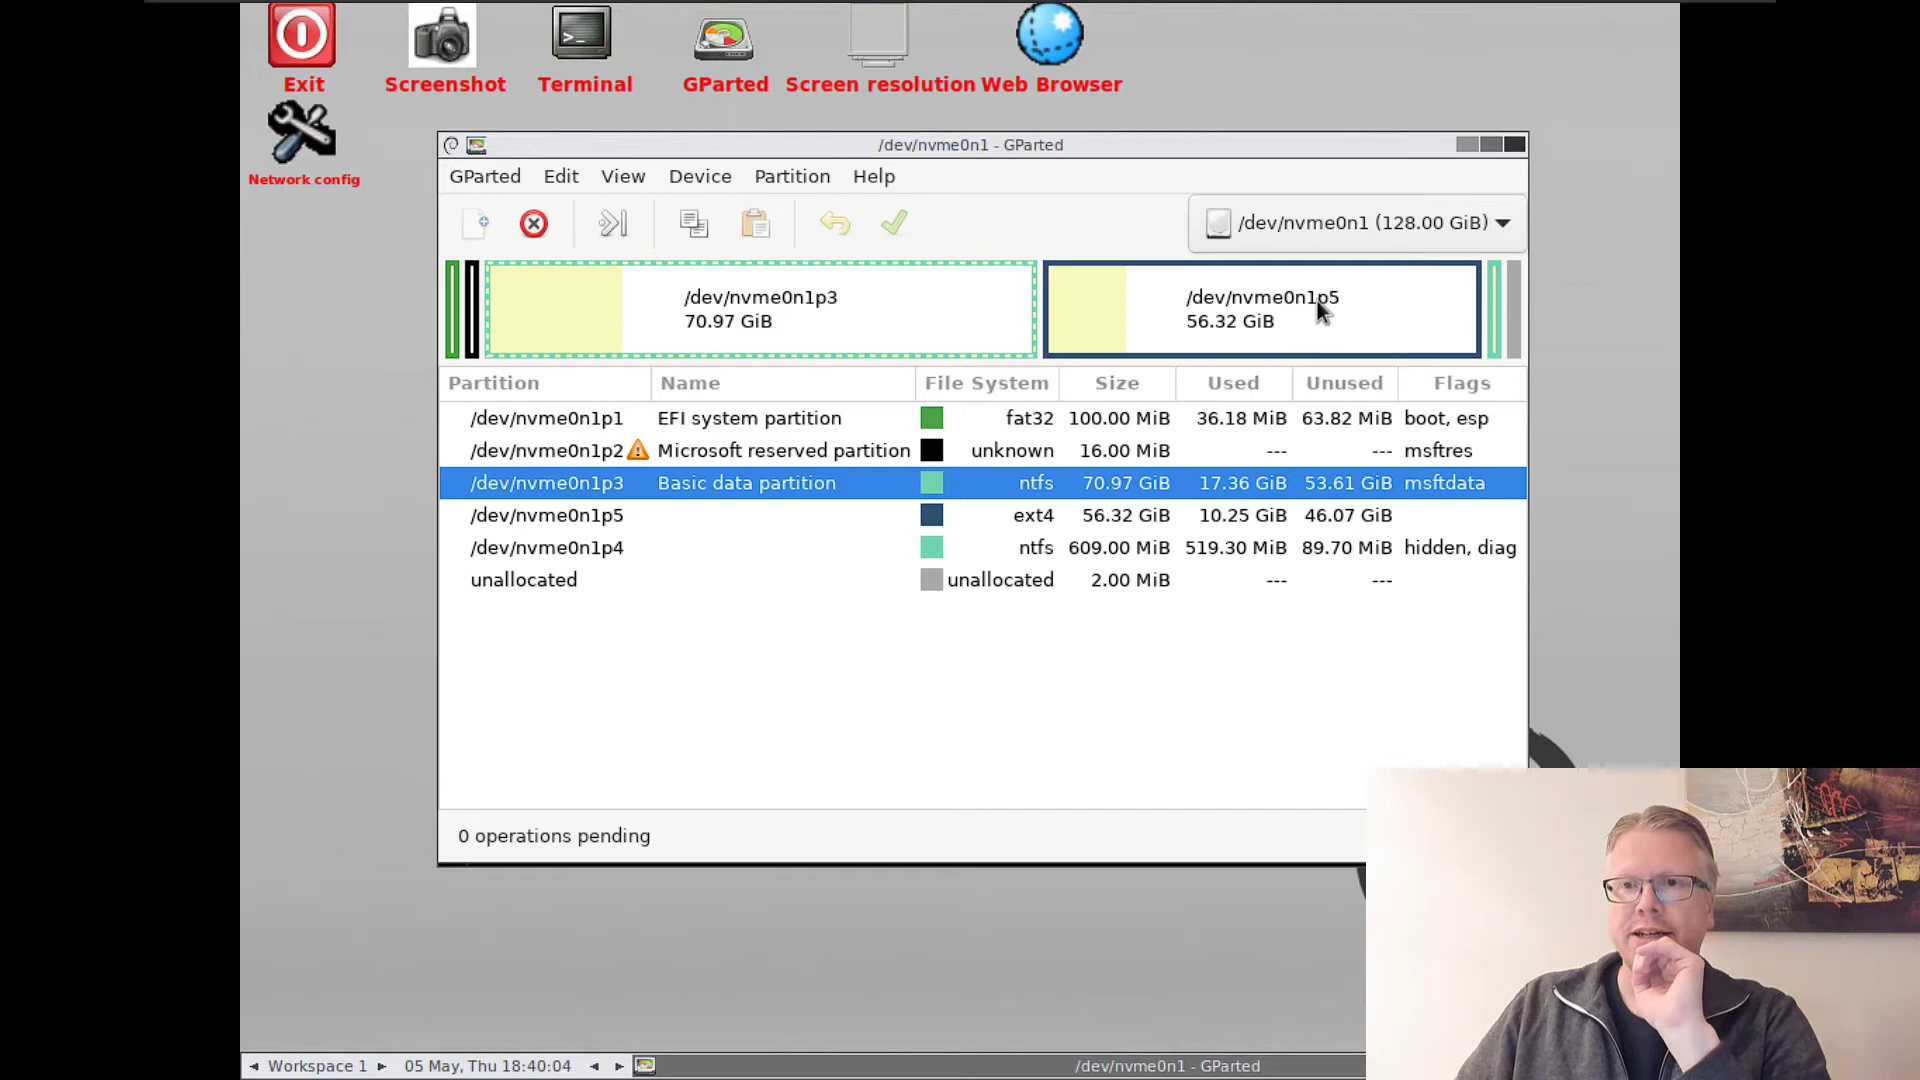 Exit
Screenshot
Terminal
GParted
Screen resolution
Web Browser
Network config
/dev/nvme0n1 - GParted
GParted Edit View Device Partition Help
/dev/nvme0n1 (128.00 GiB)
/dev/nvme0n1p3
70.97 GiB
/dev/nvme0n1p5
56.32 GiB
Partition Name File System Size Used Unused Flags
/dev/nvme0n1p1 EFI system partition fat32 100.00 MiB 36.18 MiB 63.82 MiB boot, esp
/dev/nvme0n1p2 Microsoft reserved partition unknown 16.00 MiB --- --- msftres
/dev/nvme0n1p3 Basic data partition ntfs 70.97 GiB 17.36 GiB 53.61 GiB msftdata
/dev/nvme0n1p5 ext4 56.32 GiB 10.25 GiB 46.07 GiB
/dev/nvme0n1p4 ntfs 609.00 MiB 519.30 MiB 89.70 MiB hidden, diag
unallocated unallocated 2.00 MiB --- ---
0 operations pending
Workspace 1 05 May, Thu 18:40:04 /dev/nvme0n1 - GParted